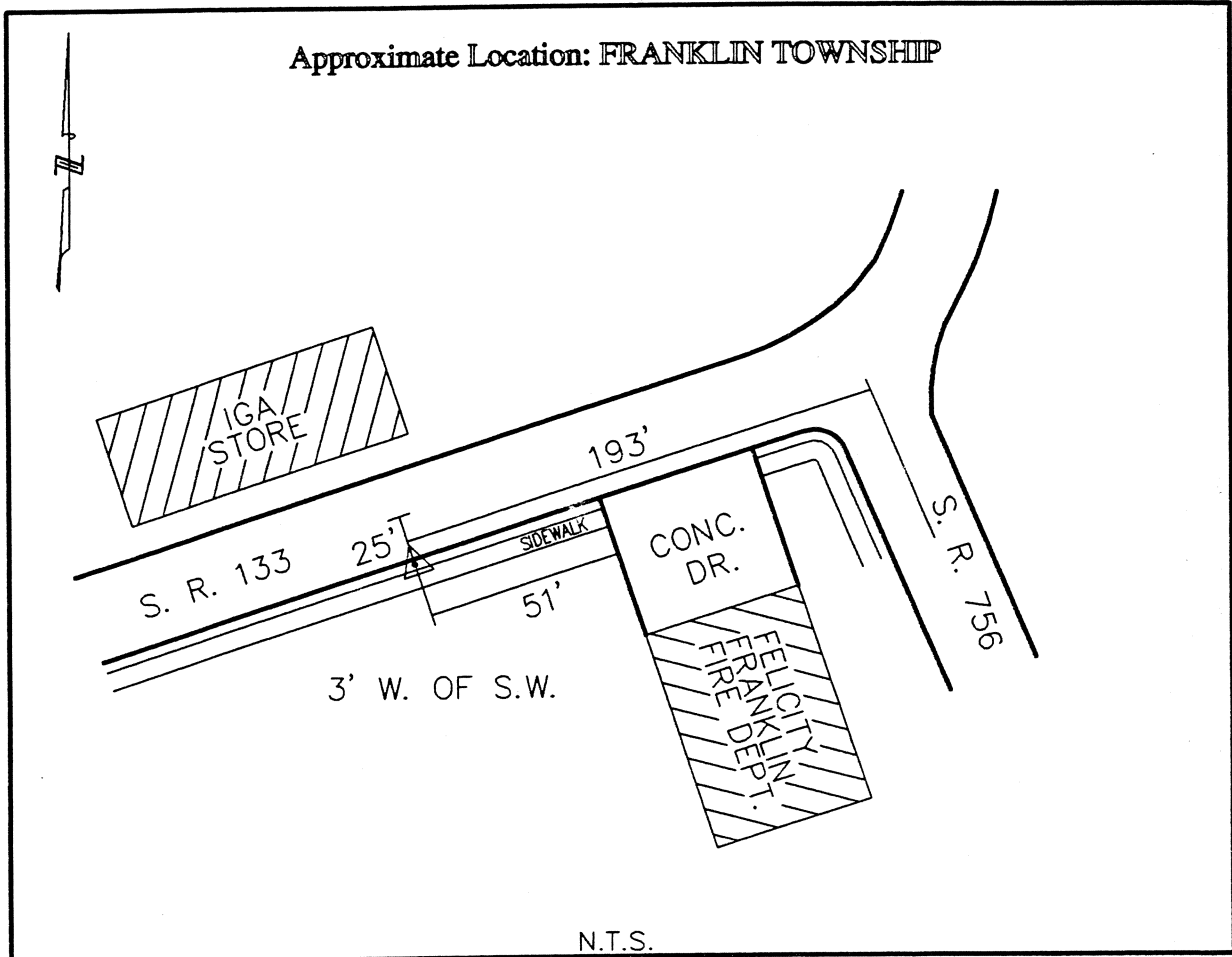 Approximate Location: FRANKLIN TOWNSHIP
N
IGA
STORE
193'
S. R. 133
25'
SIDEWALK
CONC.
DR.
51'
S. R. 756
3' W. OF S.W.
FELICITY
FRANKLIN
FIRE DEPT.
N.T.S.